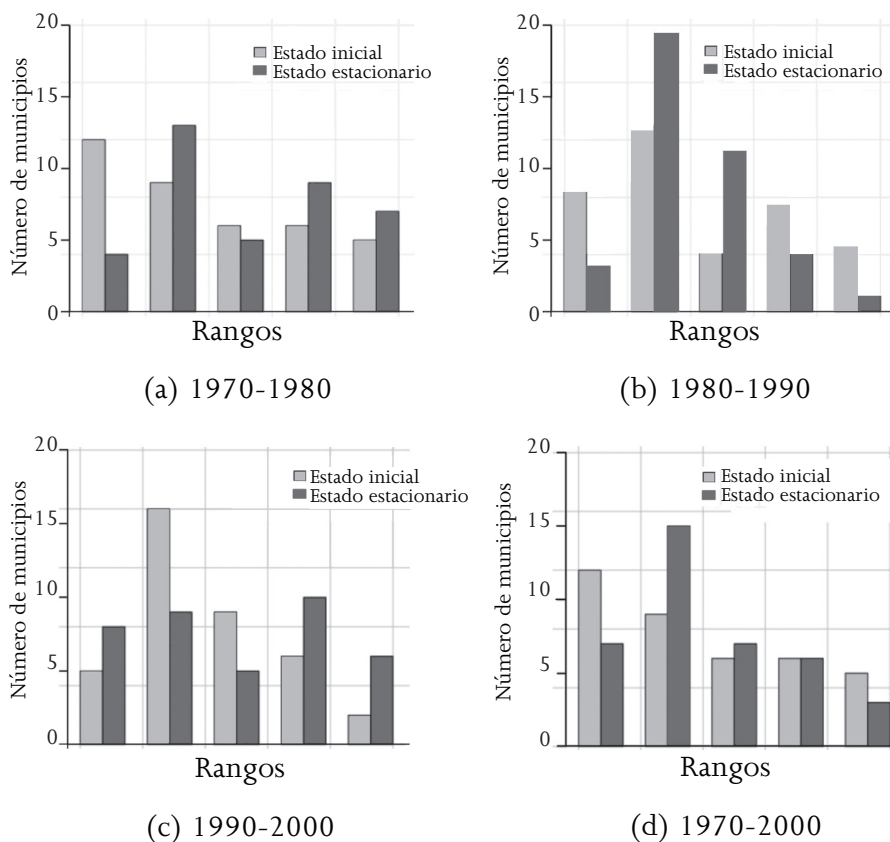 Número de municipios
20
15
10
5
0
Estado inicial
Estado estacionario
Rangos
(a) 1970-1980
Número de municipios
20
15
10
5
0
Estado inicial
Estado estacionario
Rangos
(b) 1980-1990
Número de municipios
20
15
10
5
0
Estado inicial
Estado estacionario
Rangos
(c) 1990-2000
Número de municipios
20
15
10
5
0
Estado inicial
Estado estacionario
Rangos
(d) 1970-2000